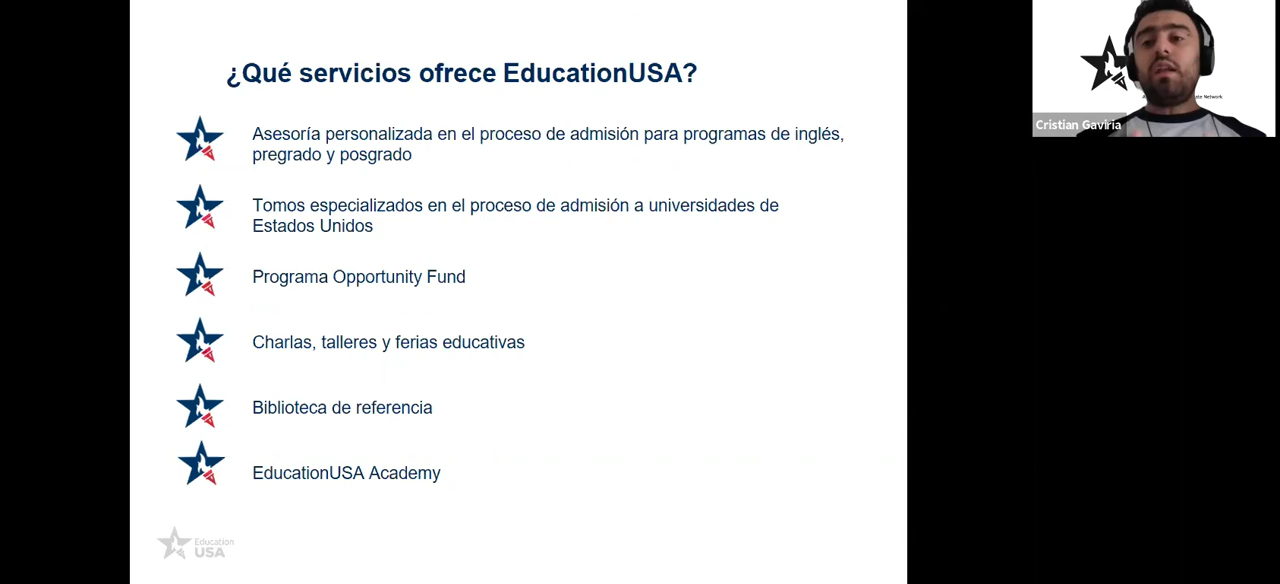 ¿Qué servicios ofrece EducationUSA?
Asesoría personalizada en el proceso de admisión para programas de inglés,
pregrado y posgrado
Tomos especializados en el proceso de admisión a universidades de
Estados Unidos
Programa Opportunity Fund
Charlas, talleres y ferias educativas
Biblioteca de referencia
EducationUSA Academy
Education
USA
Network
Cristian Gaviria